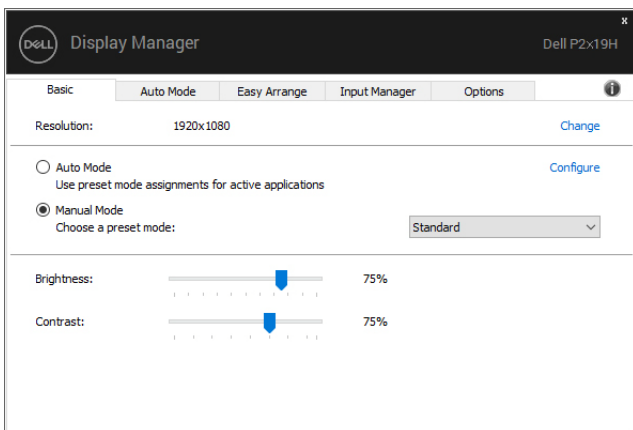 x
DELL Display Manager Dell P2x19H
Basic Auto Mode Easy Arrange Input Manager Options i
Resolution: 1920x1080 Change
Auto Mode Configure
Use preset mode assignments for active applications
Manual Mode
Choose a preset mode: Standard
Brightness: 75%
Contrast: 75%